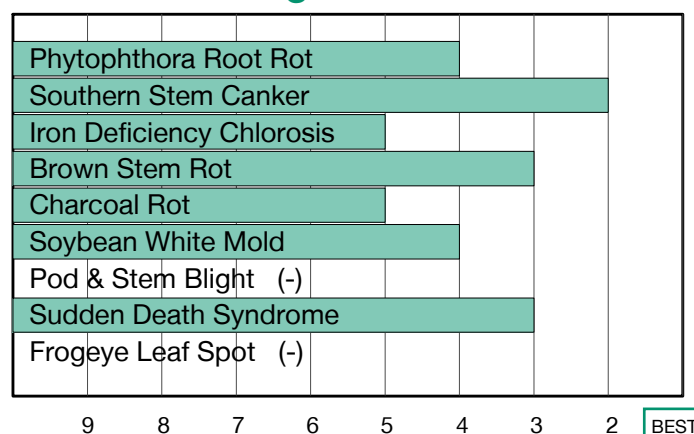 Phytophthora Root Rot
Southern Stem Canker
Iron Deficiency Chlorosis
Brown Stem Rot
Charcoal Rot
Soybean White Mold
Pod & Stem Blight (-)
Sudden Death Syndrome
Frogeye Leaf Spot (-)
9 8 7 6 5 4 3 2 BEST